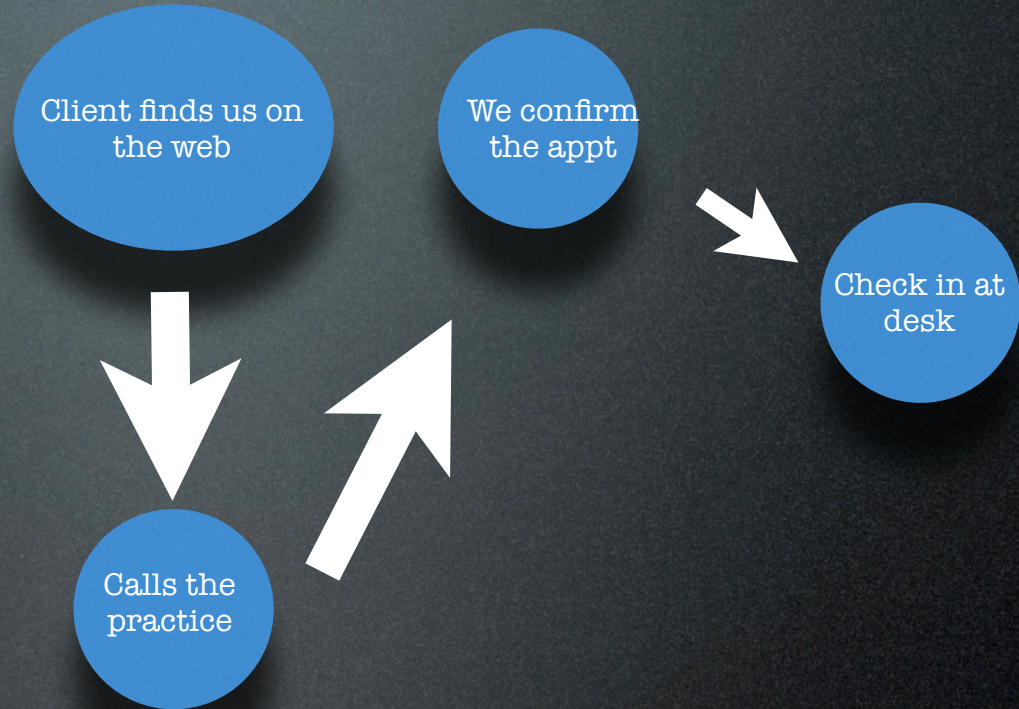 Client finds us on
the web
Calls the
practice
We confirm
the appt
Check in at
desk